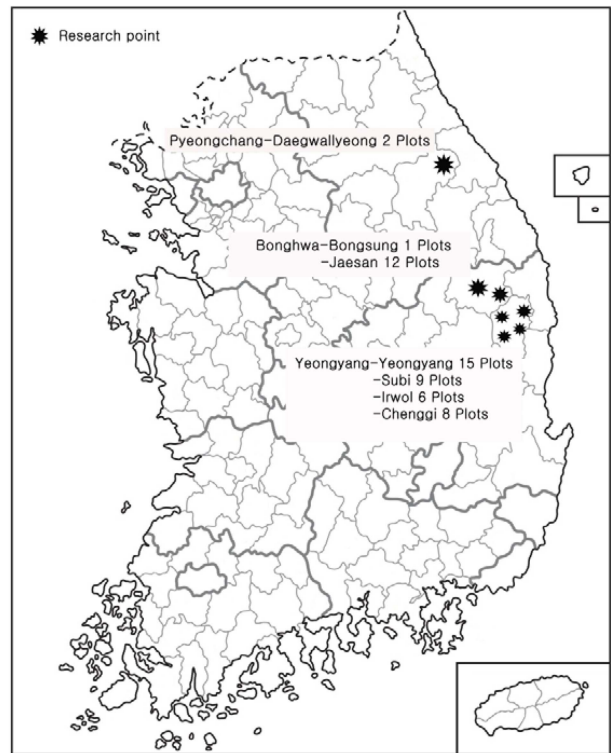 Research point
Pyeongchang-Daegwallyeong 2 Plots
Bonghwa-Bongsung 1 Plots
-Jaesan 12 Plots
Yeongyang-Yeongyang 15 Plots
-Subi 9 Plots
-Irwol 6 Plots
-Chenggi 8 Plots